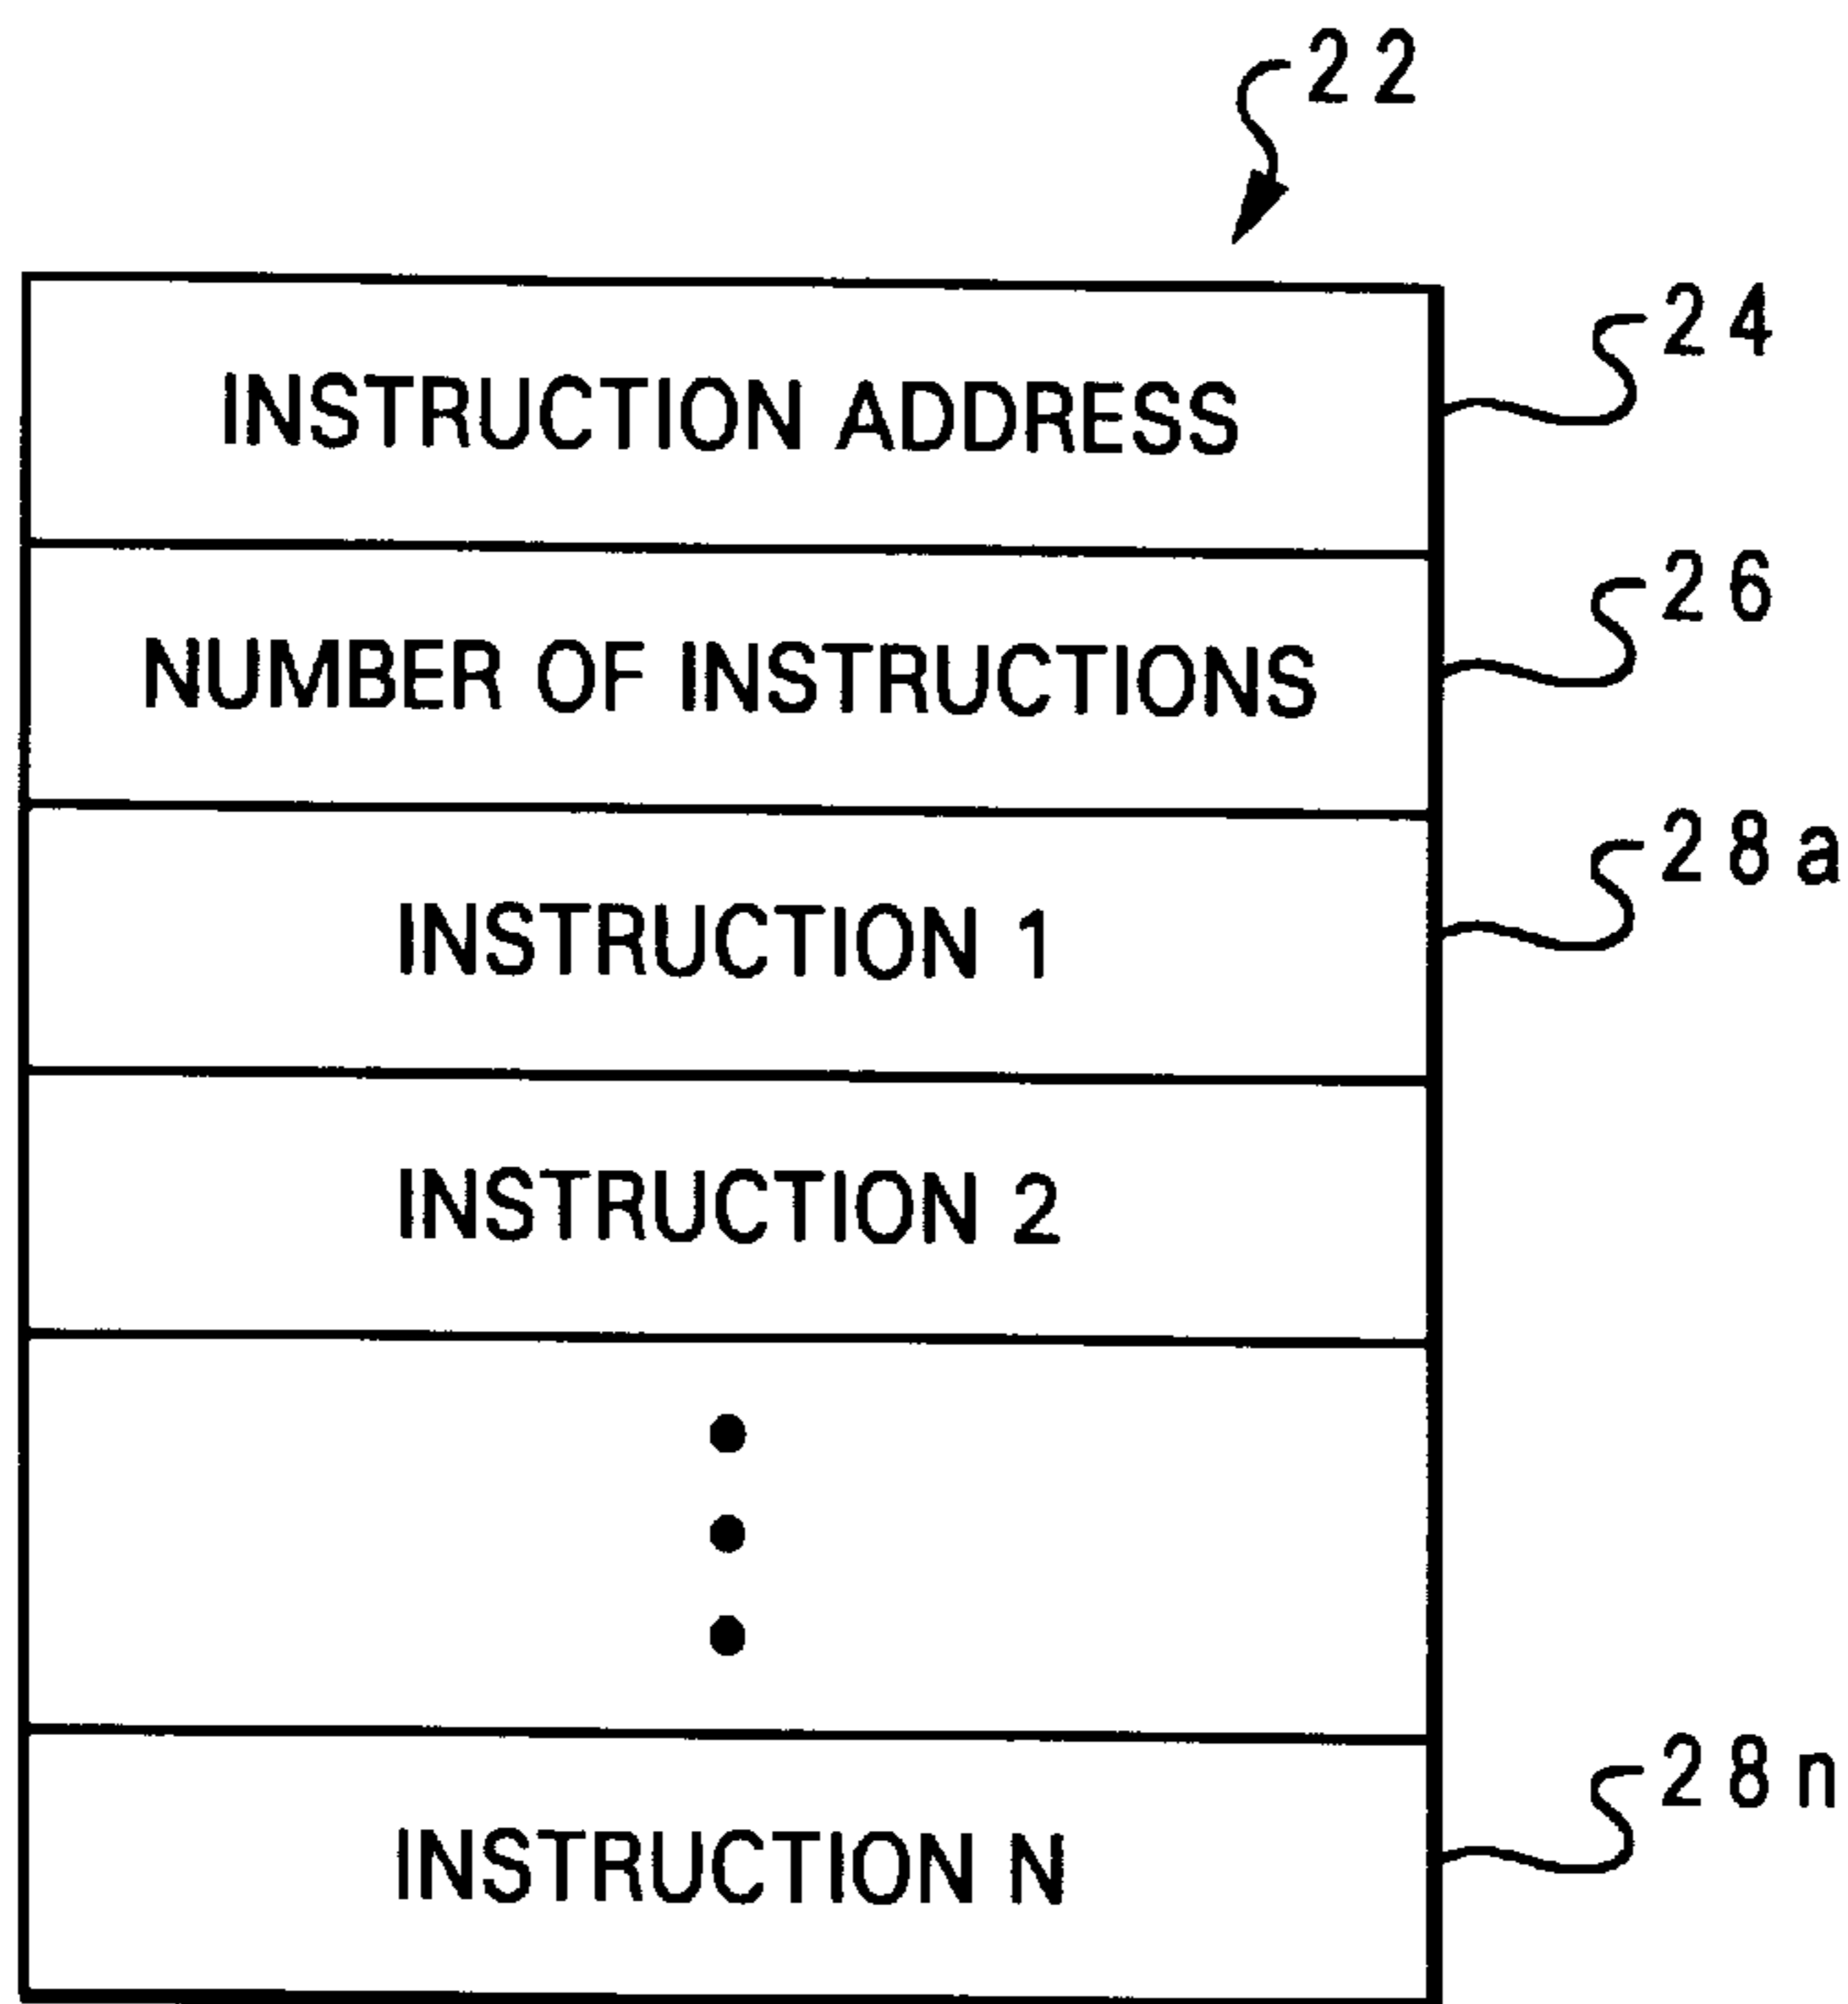 22
INSTRUCTION ADDRESS 24
NUMBER OF INSTRUCTIONS 26
INSTRUCTION 1 28a
INSTRUCTION 2
INSTRUCTION N 28n